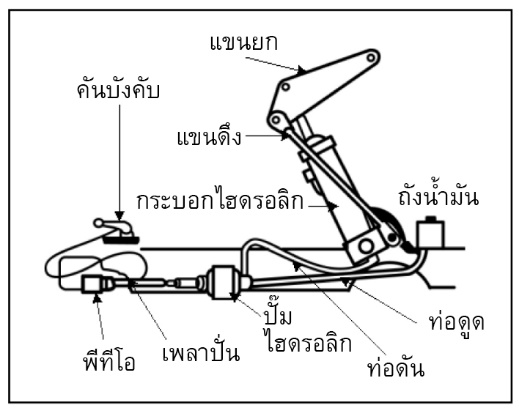 แขนยก
คันบังคับ
แขนดึง
กระบอกไฮดรอลิก
ถังน้ำมัน
ปั๊ม
ไฮดรอลิก
ท่อดูด
พีทีโอ
เพลาปั่น
ท่อดัน